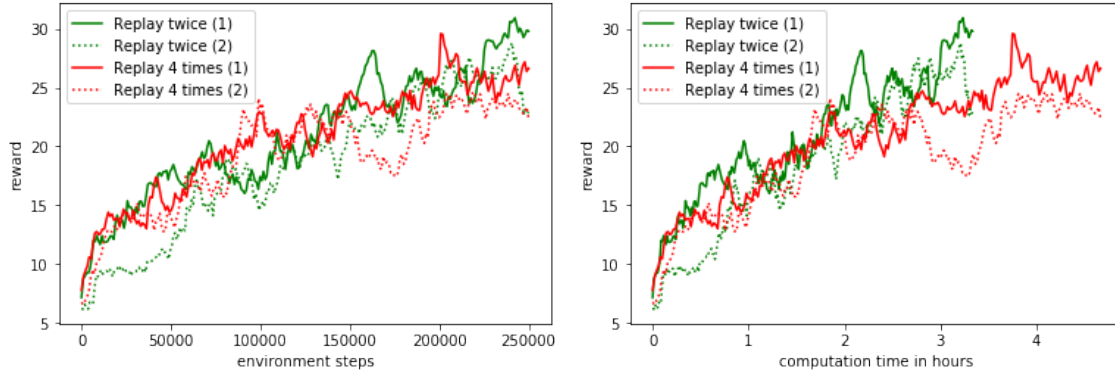 Replay twice (1)
Replay twice (2)
Replay 4 times (1)
Replay 4 times (2)
30
25
20
15
10
5
reward
0
50000
100000
150000
200000
250000
environment steps
Replay twice (1)
Replay twice (2)
Replay 4 times (1)
Replay 4 times (2)
30
25
20
15
10
5
reward
0
1
2
3
4
computation time in hours